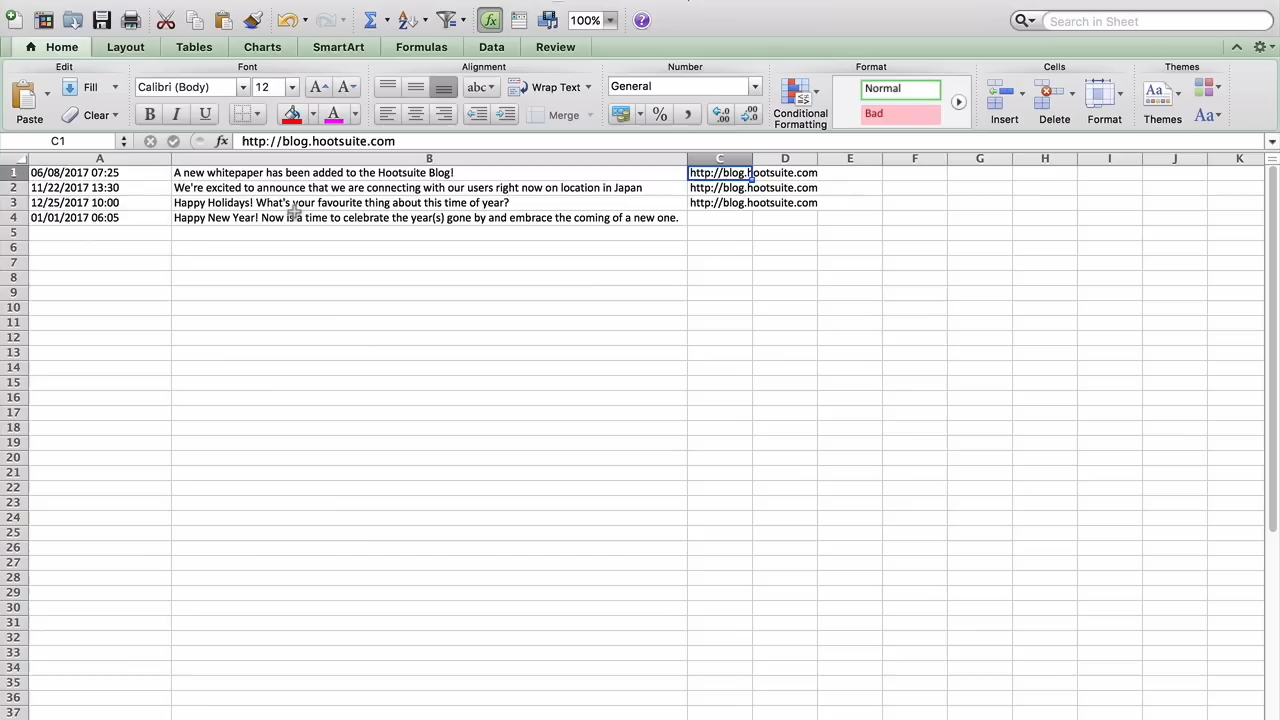 100%
Search in Sheet
Home Layout Tables Charts SmartArt Formulas Data Review
Edit Font Alignment Number Format Cells Themes
Paste Fill Clear
Calibri (Body) 12 A A
B I U A
abc Wrap Text
Merge
General
% ,
Conditional Formatting
Normal
Bad
Insert Delete Format
Themes Aa
C1 fx http://blog.hootsuite.com
A B C D E F G H I J K
1 06/08/2017 07:25 A new whitepaper has been added to the Hootsuite Blog! http://blog.hootsuite.com
2 11/22/2017 13:30 We're excited to announce that we are connecting with our users right now on location in Japan http://blog.hootsuite.com
3 12/25/2017 10:00 Happy Holidays! What's your favourite thing about this time of year? http://blog.hootsuite.com
4 01/01/2017 06:05 Happy New Year! Now is a time to celebrate the year(s) gone by and embrace the coming of a new one.
5
6
7
8
9
10
11
12
13
14
15
16
17
18
19
20
21
22
23
24
25
26
27
28
29
30
31
32
33
34
35
36
37